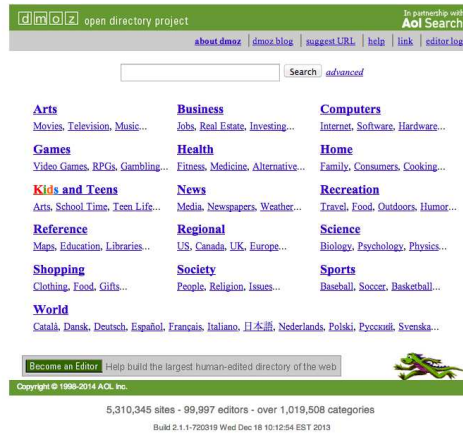 dmoz open directory project
In partnership with
Aol Search
about dmoz | dmoz blog | suggest URL | help | link | editor log
Search advanced
Arts Business Computers
Movies, Television, Music... Jobs, Real Estate, Investing... Internet, Software, Hardware...
Games Health Home
Video Games, RPGs, Gambling... Fitness, Medicine, Alternative... Family, Consumers, Cooking...
Kids and Teens News Recreation
Arts, School Time, Teen Life... Media, Newspapers, Weather... Travel, Food, Outdoors, Humor...
Reference Regional Science
Maps, Education, Libraries... US, Canada, UK, Europe... Biology, Psychology, Physics...
Shopping Society Sports
Clothing, Food, Gifts... People, Religion, Issues... Baseball, Soccer, Basketball...
World
Català, Dansk, Deutsch, Español, Français, Italiano, 日本語, Nederlands, Polski, Русский, Svenska...
Become an Editor Help build the largest human-edited directory of the web
Copyright © 1998-2014 AOL Inc.
5,310,345 sites - 99,997 editors - over 1,019,508 categories
Build 2.1.1-720319 Wed Dec 18 10:12:54 EST 2013